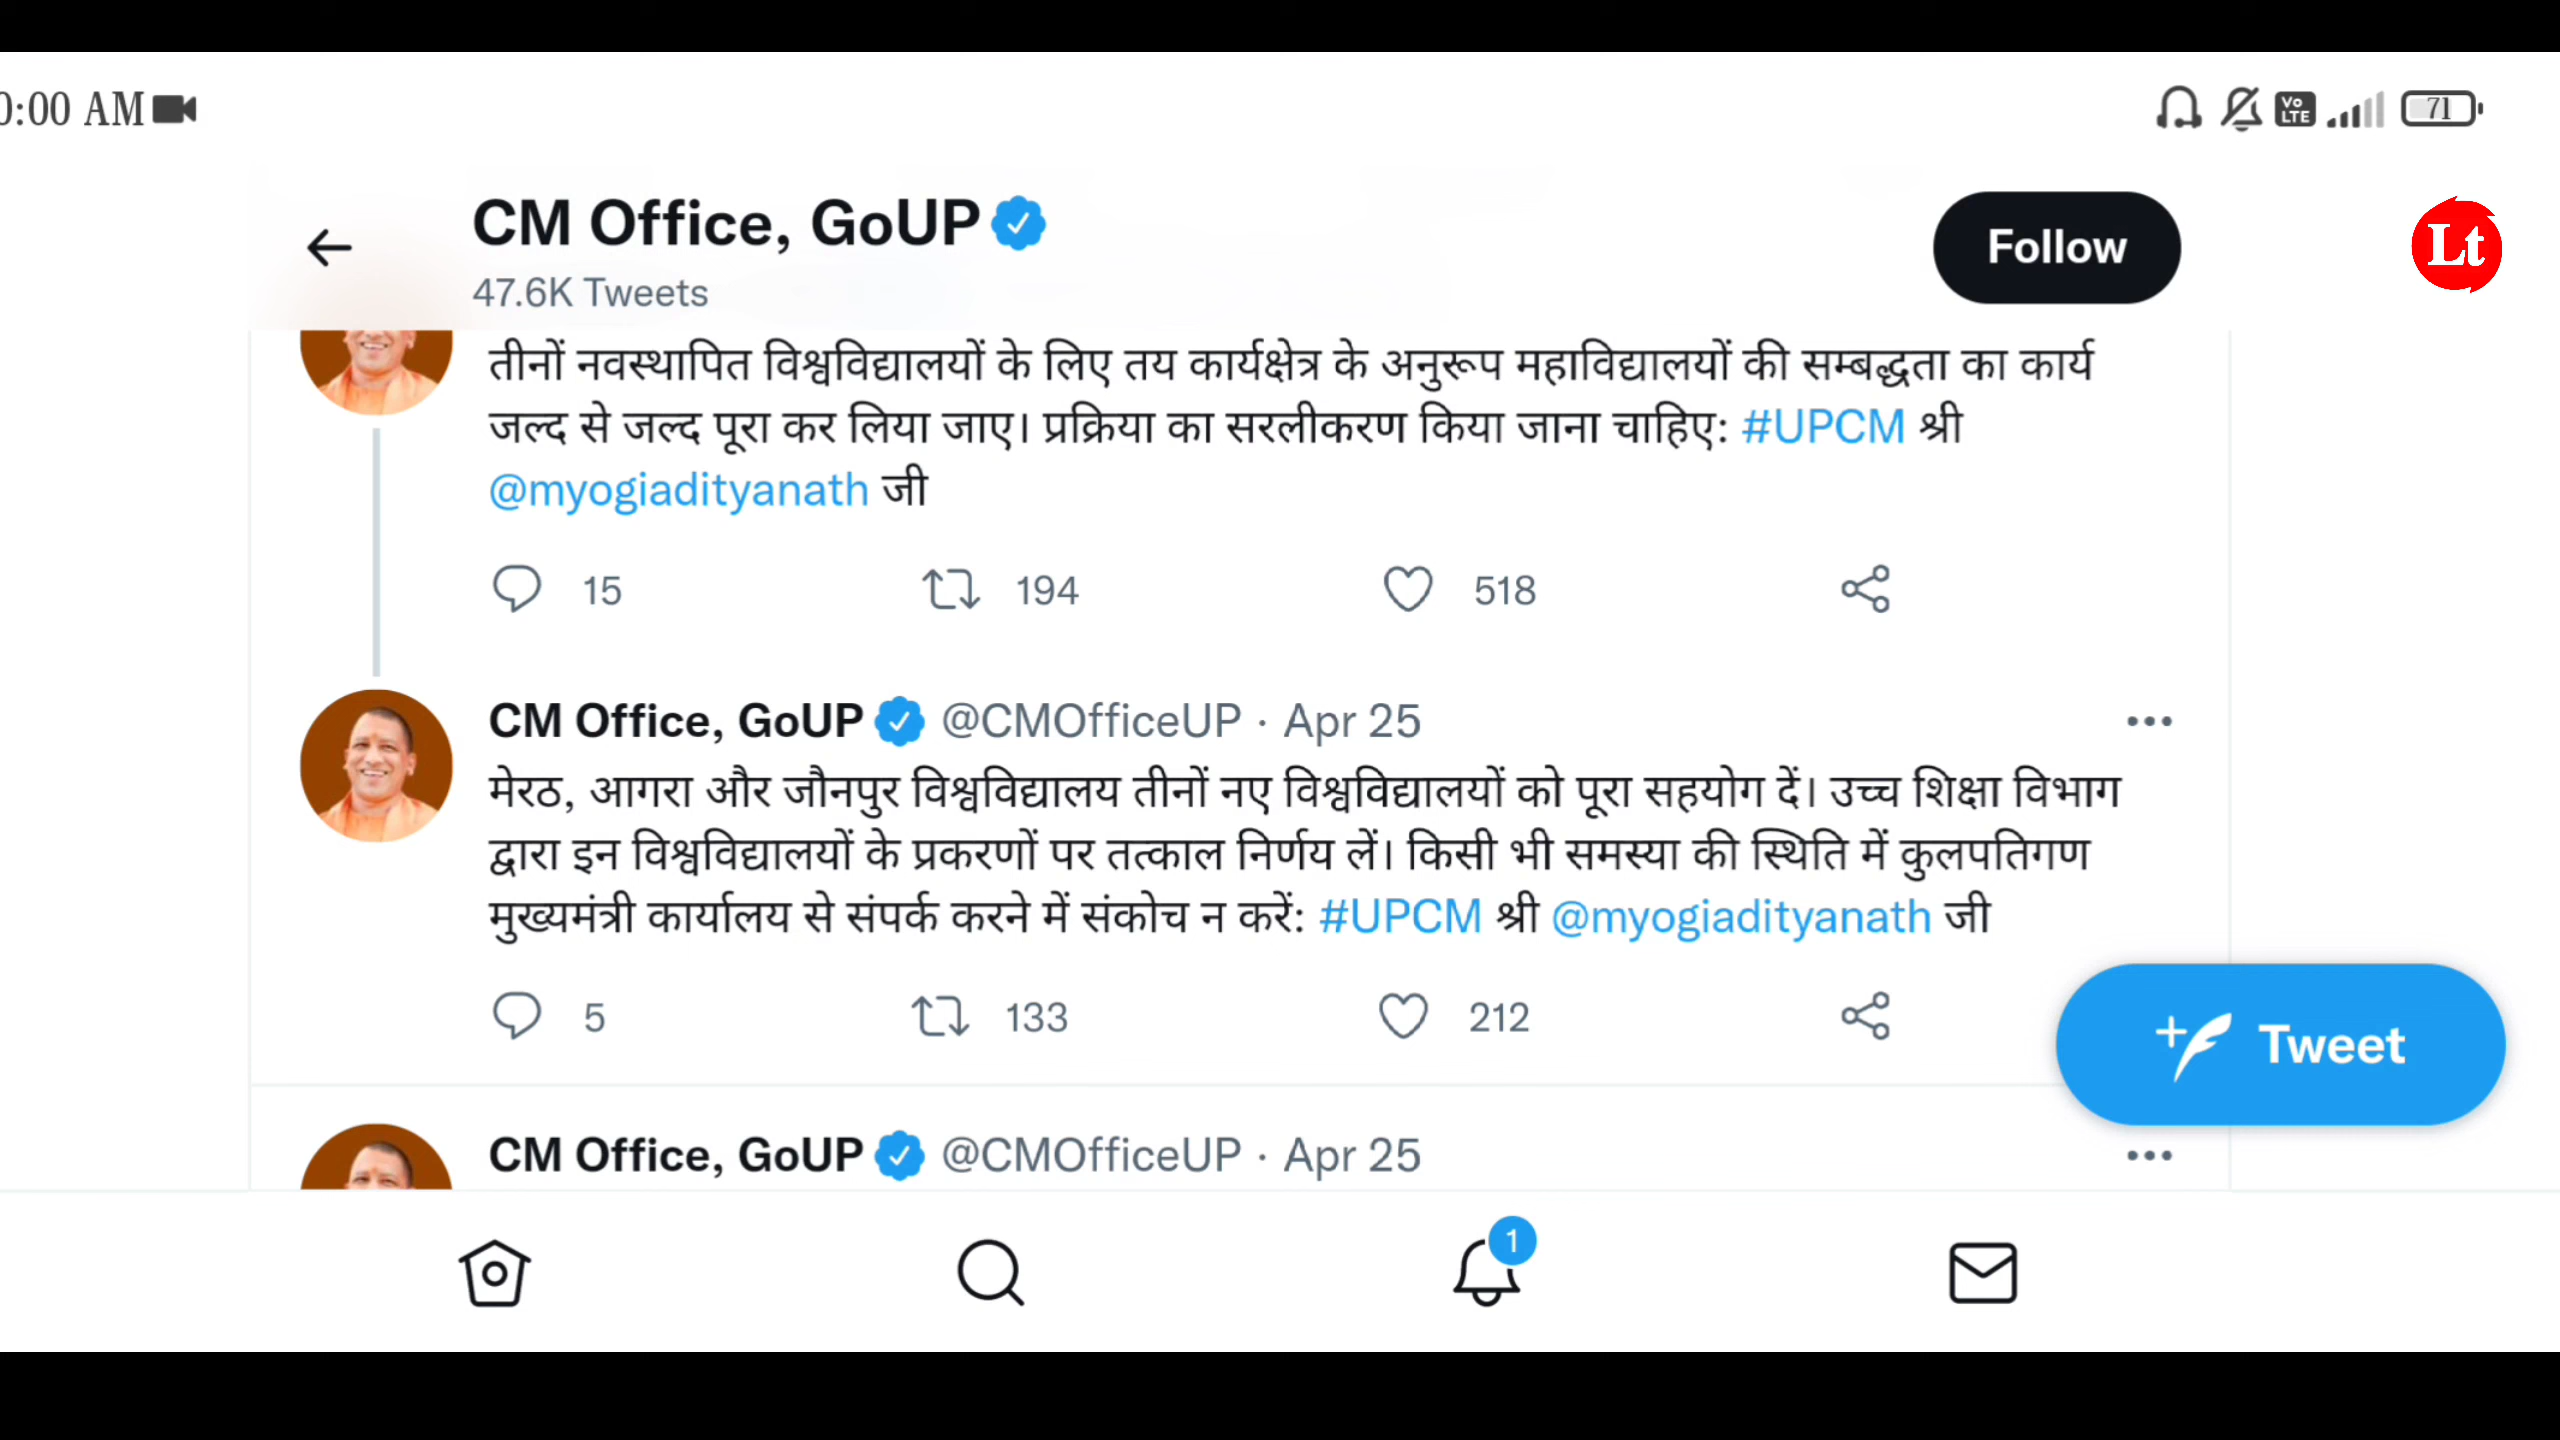 0:00 AM
Vo LTE
71
CM Office, GoUP
47.6K Tweets
Follow
Lt
तीनों नवस्थापित विश्वविद्यालयों के लिए तय कार्यक्षेत्र के अनुरूप महाविद्यालयों की सम्बद्धता का कार्य
जल्द से जल्द पूरा कर लिया जाए। प्रक्रिया का सरलीकरण किया जाना चाहिए: #UPCM श्री
@myogiadityanath जी
15 194 518
CM Office, GoUP @CMOfficeUP · Apr 25
मेरठ, आगरा और जौनपुर विश्वविद्यालय तीनों नए विश्वविद्यालयों को पूरा सहयोग दें। उच्च शिक्षा विभाग
द्वारा इन विश्वविद्यालयों के प्रकरणों पर तत्काल निर्णय लें। किसी भी समस्या की स्थिति में कुलपतिगण
मुख्यमंत्री कार्यालय से संपर्क करने में संकोच न करें: #UPCM श्री @myogiadityanath जी
5 133 212
Tweet
CM Office, GoUP @CMOfficeUP · Apr 25
1